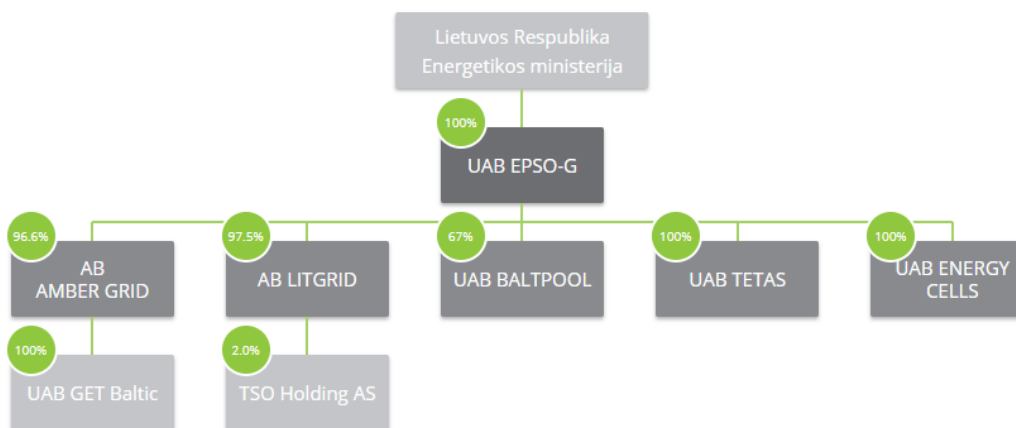 Lietuvos Respublika
Energetikos ministerija
100%
UAB EPSO-G
96.6%
AB
AMBER GRID
97.5%
AB LITGRID
67%
UAB BALTPOOL
100%
UAB TETAS
100%
UAB ENERGY
CELLS
100%
UAB GET Baltic
2.0%
TSO Holding AS